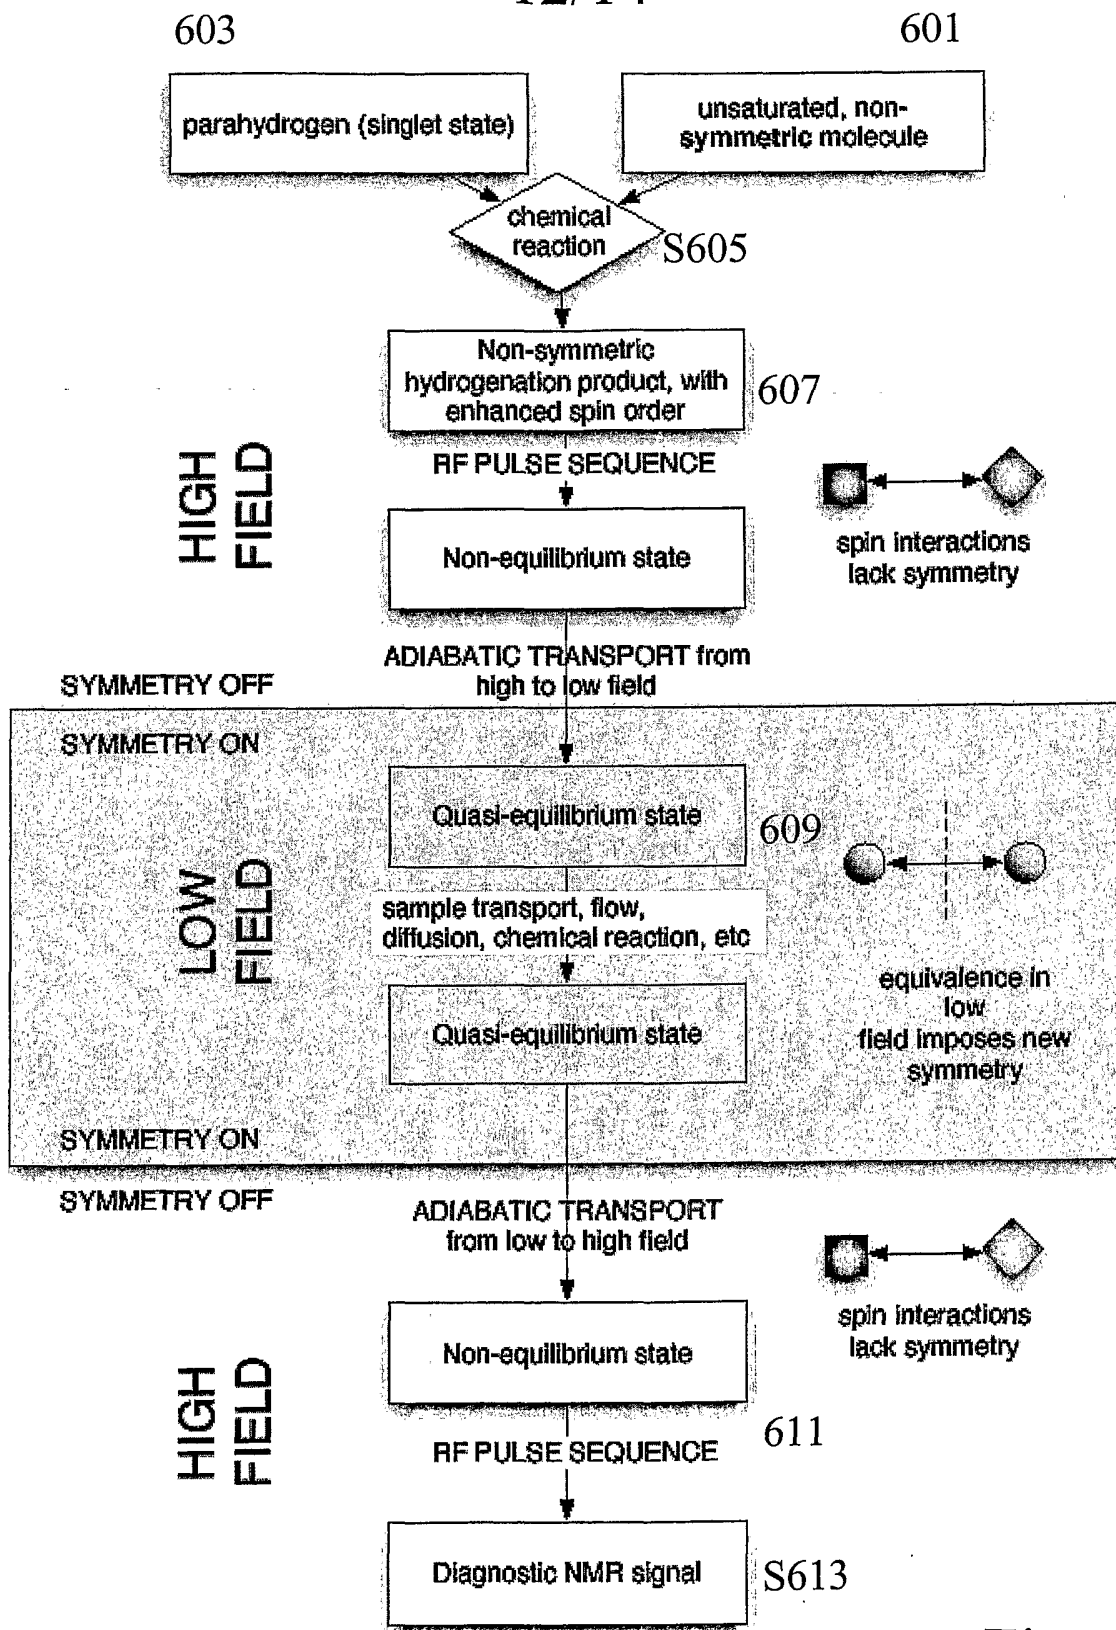 603
601
parahydrogen (singlet state)
unsaturated, non-
symmetric molecule
chemical
reaction
S605
Non-symmetric
hydrogenation product, with
enhanced spin order
607
RF PULSE SEQUENCE
HIGH
FIELD
Non-equilibrium state
spin interactions
lack symmetry
ADIABATIC TRANSPORT from
high to low field
SYMMETRY OFF
SYMMETRY ON
Quasi-equilibrium state
609
LOW
FIELD
sample transport, flow,
diffusion, chemical reaction, etc
Quasi-equilibrium state
equivalence in
low
field imposes new
symmetry
SYMMETRY ON
SYMMETRY OFF
ADIABATIC TRANSPORT
from low to high field
HIGH
FIELD
Non-equilibrium state
spin interactions
lack symmetry
611
RF PULSE SEQUENCE
Diagnostic NMR signal
S613